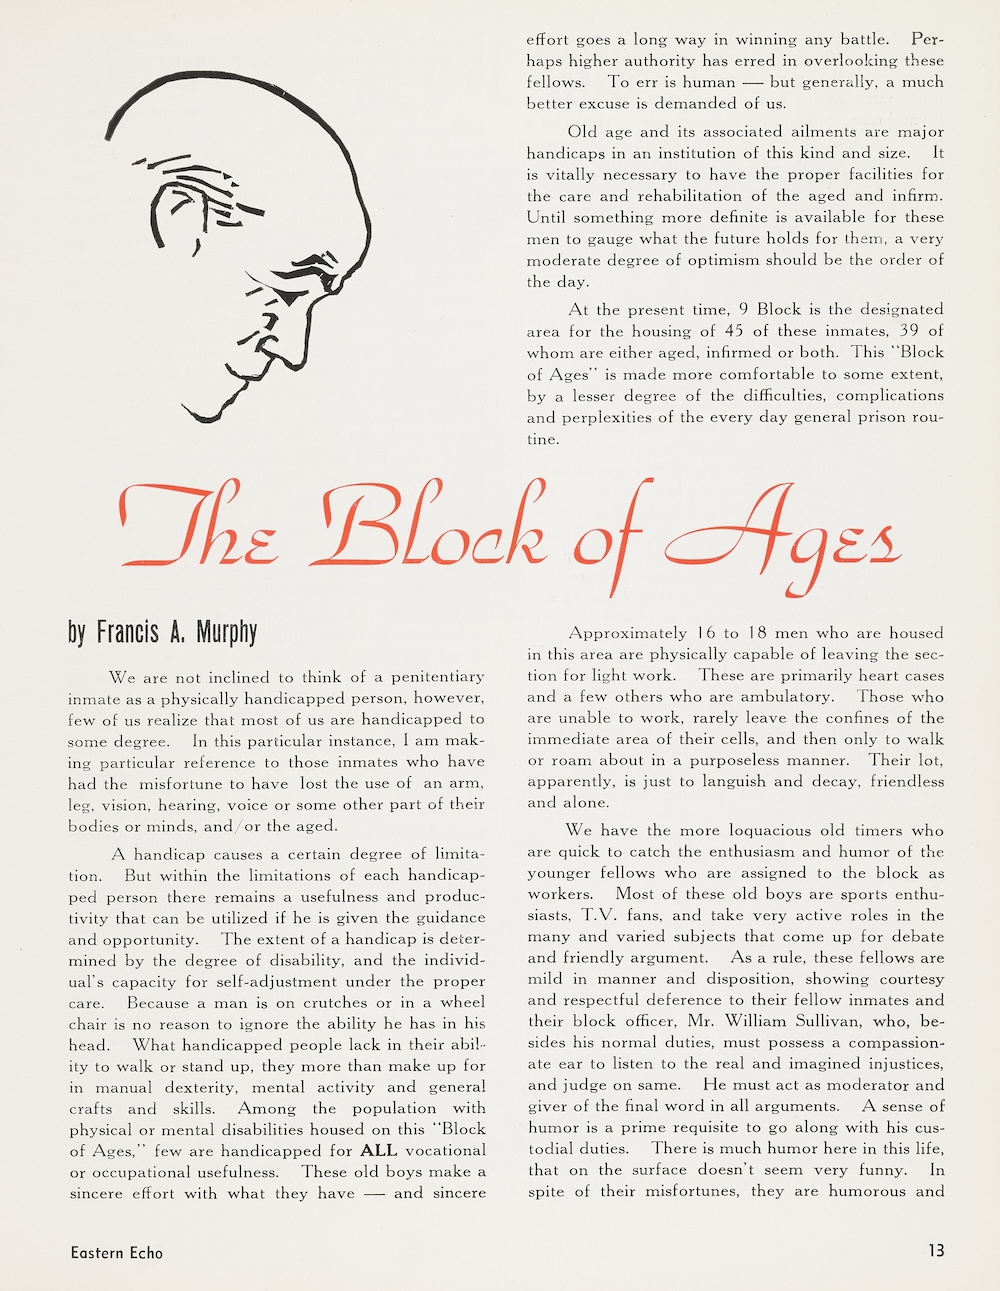 The Block of Ages
by Francis A. Murphy
We are not inclined to think of a penitentiary
inmate as a physically handicapped person, however,
few of us realize that most of us are handicapped to
some degree. In this particular instance, I am mak-
ing particular reference to those inmates who have
had the misfortune to have lost the use of an arm,
leg, vision, hearing, voice or some other part of their
bodies or minds, and/or the aged.
A handicap causes a certain degree of limita-
tion. But within the limitations of each handicap-
ped person there remains a usefulness and produc-
tivity that can be utilized if he is given the guidance
and opportunity. The extent of a handicap is deter-
mined by the degree of disability, and the individ-
ual's capacity for self-adjustment under the proper
care. Because a man is on crutches or in a wheel
chair is no reason to ignore the ability he has in his
head. What handicapped people lack in their abil-
ity to walk or stand up, they more than make up for
in manual dexterity, mental activity and general
crafts and skills. Among the population with
physical or mental disabilities housed on this "Block
of Ages," few are handicapped for ALL vocational
or occupational usefulness. These old boys make a
sincere effort with what they have — and sincere
effort goes a long way in winning any battle. Per-
haps higher authority has erred in overlooking these
fellows. To err is human — but generally, a much
better excuse is demanded of us.
Old age and its associated ailments are major
handicaps in an institution of this kind and size. It
is vitally necessary to have the proper facilities for
the care and rehabilitation of the aged and infirm.
Until something more definite is available for these
men to gauge what the future holds for them, a very
moderate degree of optimism should be the order of
the day.
At the present time, 9 Block is the designated
area for the housing of 45 of these inmates, 39 of
whom are either aged, infirmed or both. This "Block
of Ages" is made more comfortable to some extent,
by a lesser degree of the difficulties, complications
and perplexities of the every day general prison rou-
tine.
Approximately 16 to 18 men who are housed
in this area are physically capable of leaving the sec-
tion for light work. These are primarily heart cases
and a few others who are ambulatory. Those who
are unable to work, rarely leave the confines of the
immediate area of their cells, and then only to walk
or roam about in a purposeless manner. Their lot,
apparently, is just to languish and decay, friendless
and alone.
We have the more loquacious old timers who
are quick to catch the enthusiasm and humor of the
younger fellows who are assigned to the block as
workers. Most of these old boys are sports enthu-
siasts, T.V. fans, and take very active roles in the
many and varied subjects that come up for debate
and friendly argument. As a rule, these fellows are
mild in manner and disposition, showing courtesy
and respectful deference to their fellow inmates and
their block officer, Mr. William Sullivan, who, be-
sides his normal duties, must possess a compassion-
ate ear to listen to the real and imagined injustices,
and judge on same. He must act as moderator and
giver of the final word in all arguments. A sense of
humor is a prime requisite to go along with his cus-
todial duties. There is much humor here in this life,
that on the surface doesn't seem very funny. In
spite of their misfortunes, they are humorous and
Eastern Echo
13